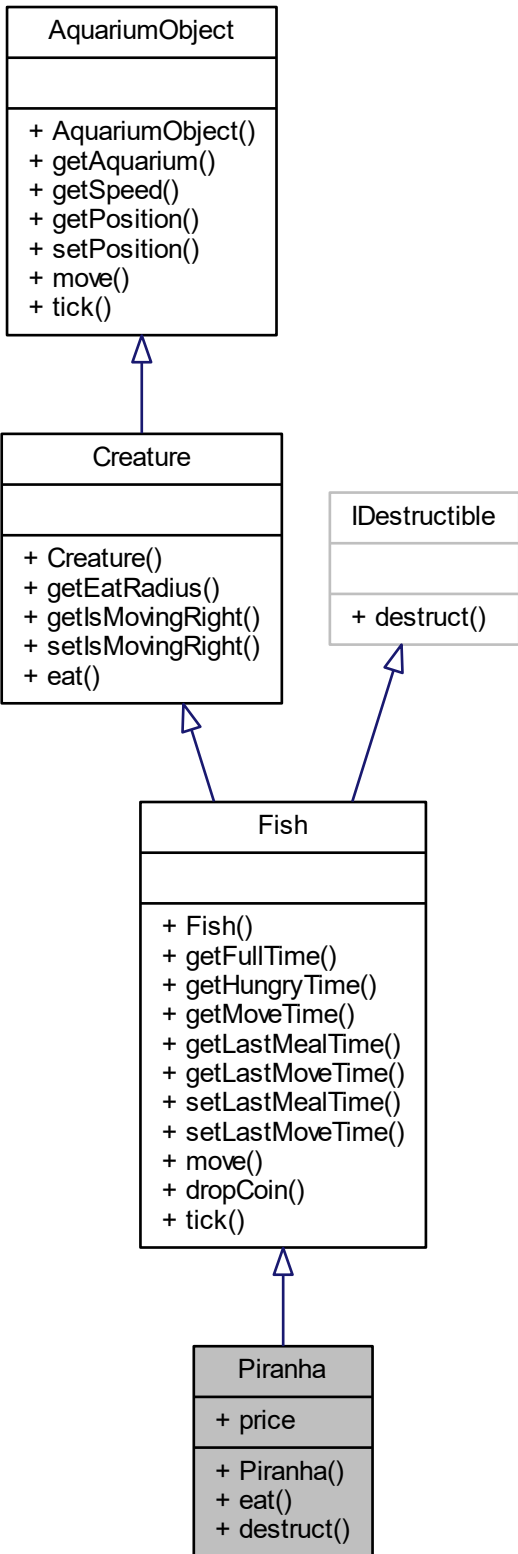 AquariumObject
+ AquariumObject()
+ getAquarium()
+ getSpeed()
+ getPosition()
+ setPosition()
+ move()
+ tick()
Creature
+ Creature()
+ getEatRadius()
+ getIsMovingRight()
+ setIsMovingRight()
+ eat()
IDestructible
+ destruct()
Fish
+ Fish()
+ getFullTime()
+ getHungryTime()
+ getMoveTime()
+ getLastMealTime()
+ getLastMoveTime()
+ setLastMealTime()
+ setLastMoveTime()
+ move()
+ dropCoin()
+ tick()
Piranha
+ price
+ Piranha()
+ eat()
+ destruct()